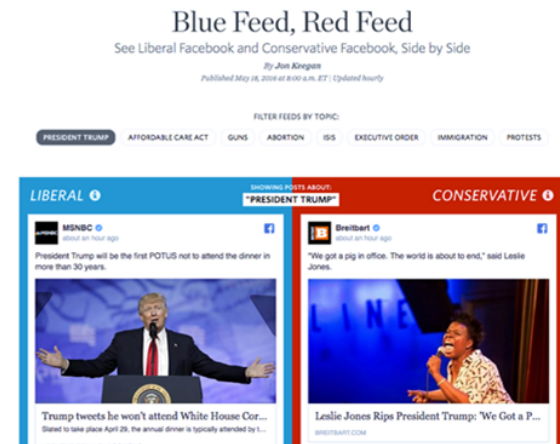 Blue Feed, Red Feed
See Liberal Facebook and Conservative Facebook, Side by Side
By Jon Keegan
Published May 18, 2016 at 8:00 a.m. ET | Updated hourly
FILTER FEEDS BY TOPIC:
PRESIDENT TRUMP AFFORDABLE CARE ACT GUNS ABORTION ISIS EXECUTIVE ORDER IMMIGRATION PROTESTS
LIBERAL
SHOWING POSTS ABOUT:
"PRESIDENT TRUMP"
CONSERVATIVE
MSNBC
about an hour ago
President Trump will be the first POTUS not to attend the dinner in
more than 30 years.
Trump tweets he won't attend White House Cor...
Slated to take place April 29, the annual dinner is typically attended by t...
Breitbart
about an hour ago
"We got a pig in office. The world is about to end," said Leslie
Jones.
LINE
Leslie Jones Rips President Trump: 'We Got a P...
BREITBART.COM